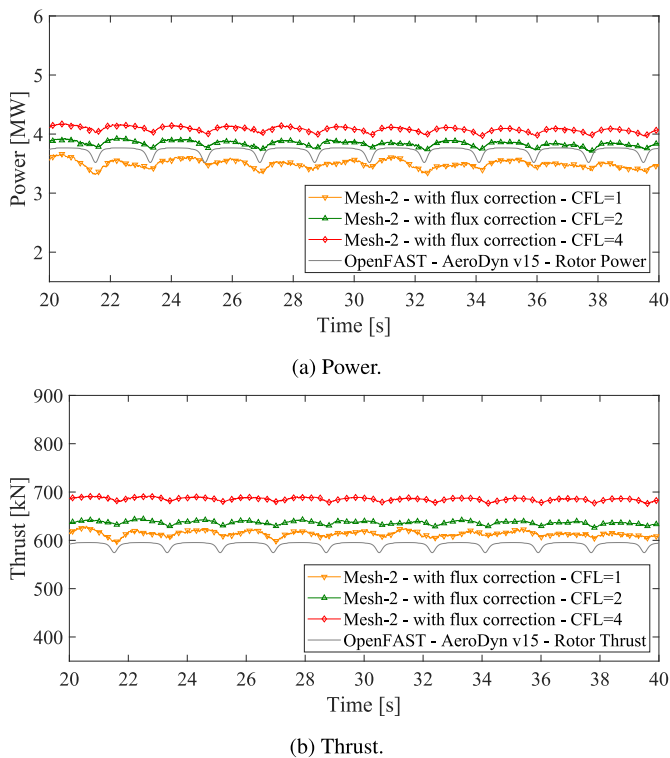 6
5
4
3
2
Power [MW]
Mesh-2 - with flux correction - CFL=1
Mesh-2 - with flux correction - CFL=2
Mesh-2 - with flux correction - CFL=4
OpenFAST - AeroDyn v15 - Rotor Power
20 22 24 26 28 30 32 34 36 38 40
Time [s]
(a) Power.
900
800
700
600
500
400
Thrust [kN]
Mesh-2 - with flux correction - CFL=1
Mesh-2 - with flux correction - CFL=2
Mesh-2 - with flux correction - CFL=4
OpenFAST - AeroDyn v15 - Rotor Thrust
20 22 24 26 28 30 32 34 36 38 40
Time [s]
(b) Thrust.